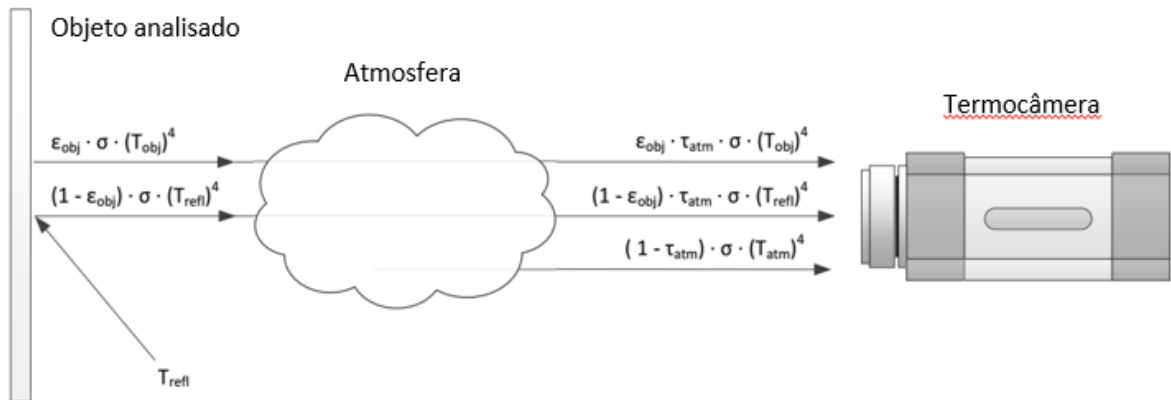 Objeto analisado
Atmosfera
Termocâmera
ε_obj · σ · (T_obj)^4
ε_obj · τ_atm · σ · (T_obj)^4
(1 - ε_obj) · σ · (T_refl)^4
(1 - ε_obj) · τ_atm · σ · (T_refl)^4
( 1 - τ_atm) · σ · (T_atm)^4
T_refl